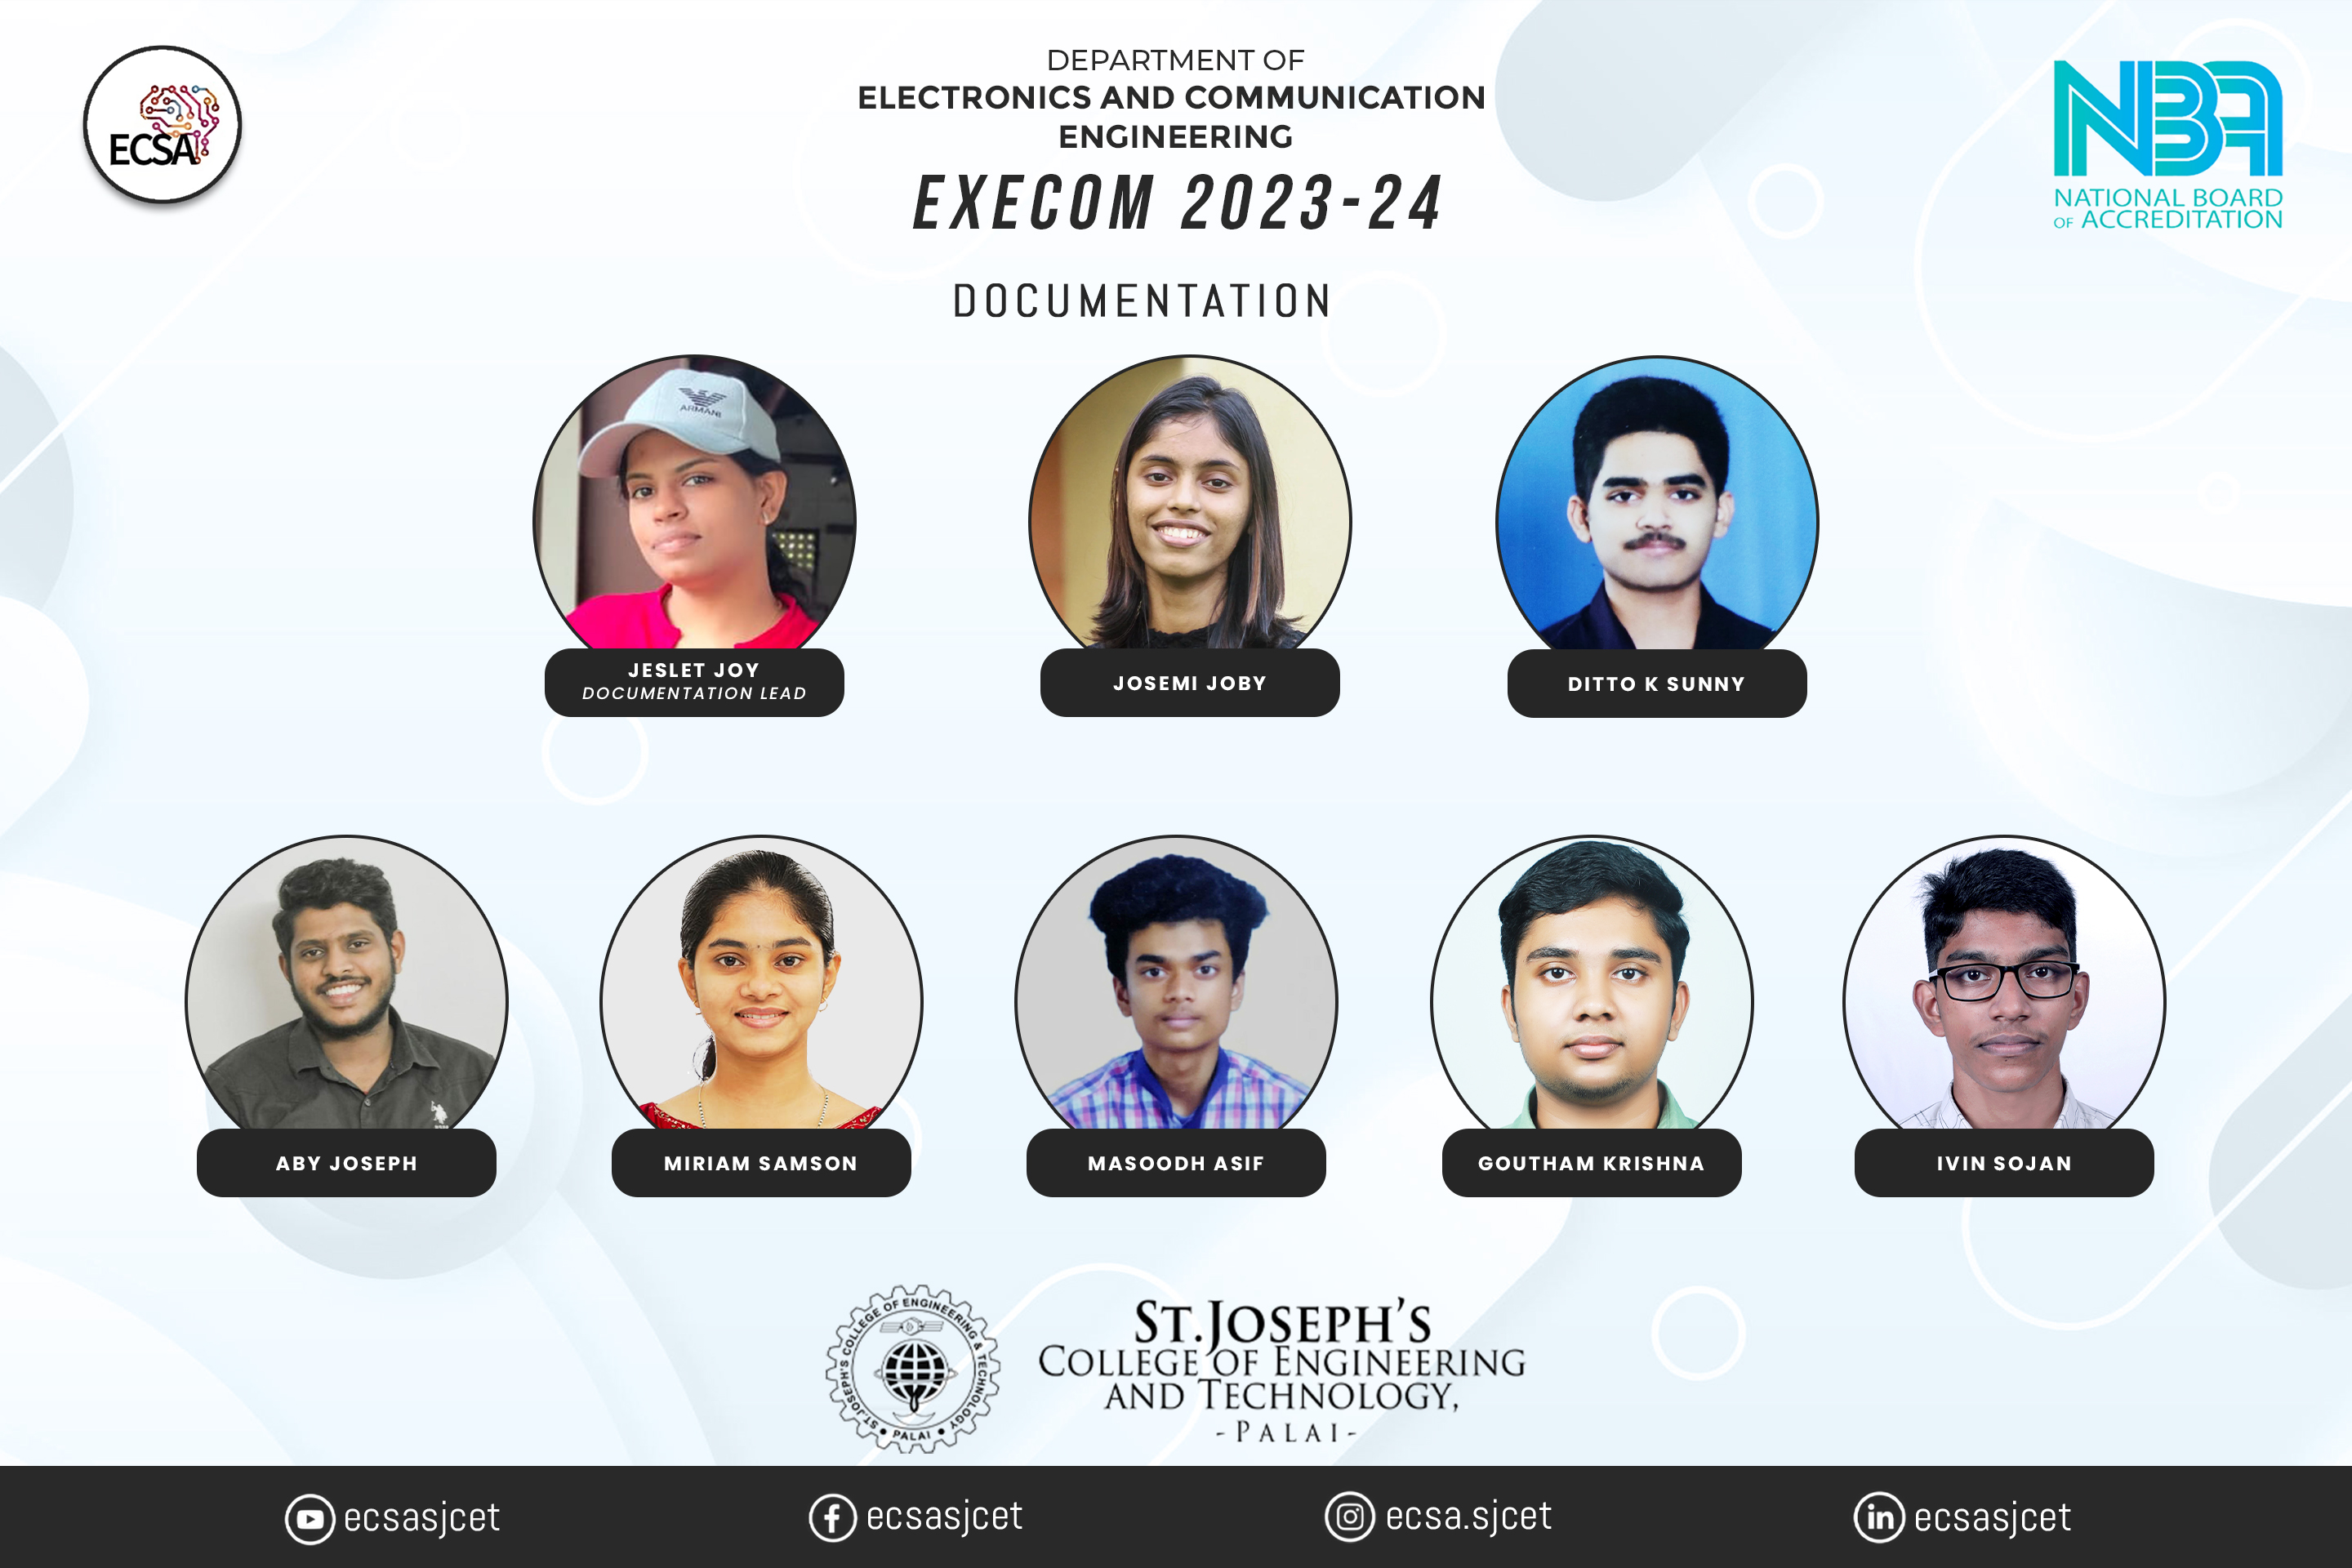 ECSA
DEPARTMENT OF
ELECTRONICS AND COMMUNICATION
ENGINEERING
EXECOM 2023-24
NBA
NATIONAL BOARD
OF ACCREDITATION
DOCUMENTATION
ARMANI
JESLET JOY
DOCUMENTATION LEAD
JOSEMI JOBY
DITTO K SUNNY
ABY JOSEPH
MIRIAM SAMSON
MASOODH ASIF
GOUTHAM KRISHNA
IVIN SOJAN
ST.JOSEPH'S COLLEGE OF ENGINEERING & TECHNOLOGY
• PALAI •
ST.JOSEPH'S
COLLEGE OF ENGINEERING
AND TECHNOLOGY,
-PALAI-
ecsasjcet
ecsasjcet
ecsa.sjcet
in ecsasjcet